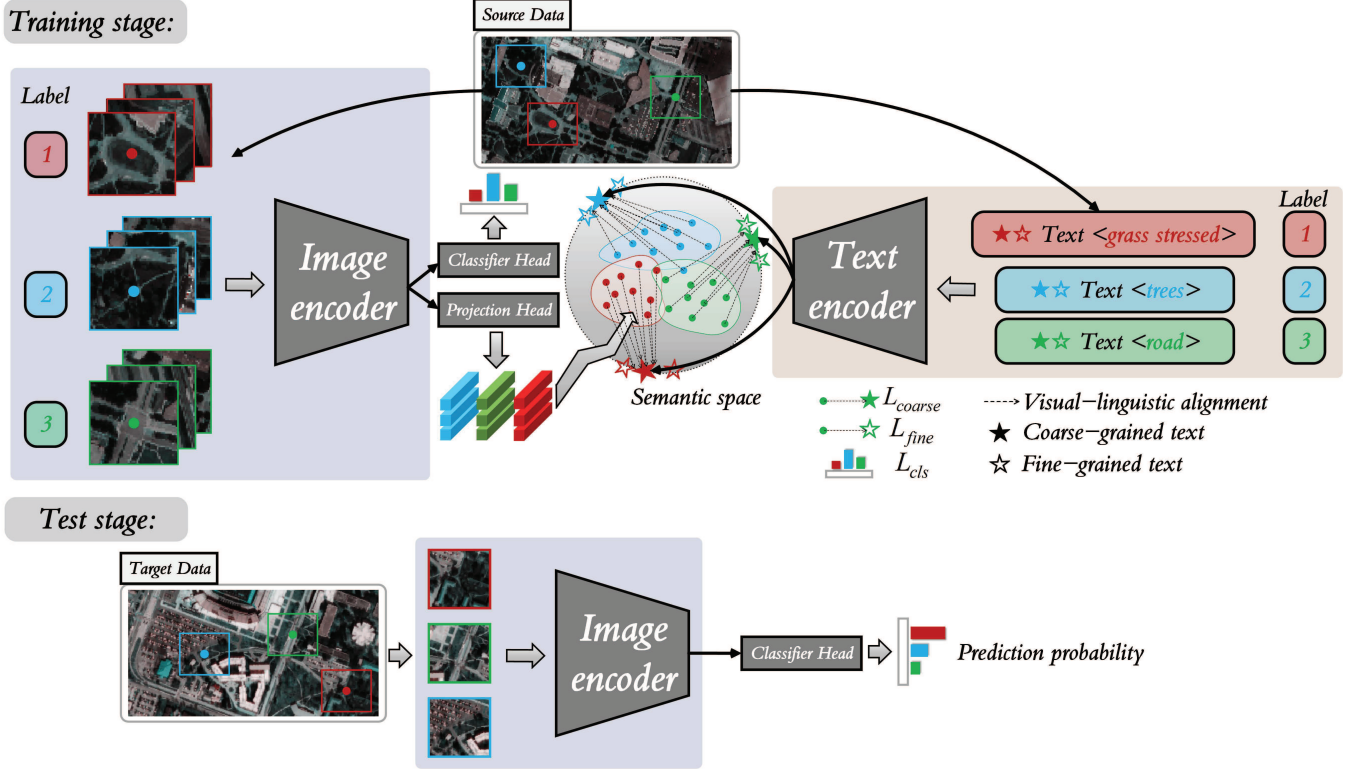 Training stage:
Source Data
Label
1
2
3
Image
encoder
Classifier Head
Projection Head
Semantic space
Text
encoder
Label
★☆ Text <grass stressed>
1
★☆ Text <trees>
2
★☆ Text <road>
3
L_coarse
L_fine
L_cls
Visual-linguistic alignment
Coarse-grained text
Fine-grained text
Test stage:
Target Data
Image
encoder
Classifier Head
Prediction probability